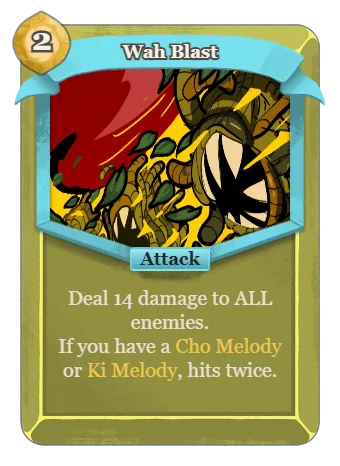 2
Wah Blast
Attack
Deal 14 damage to ALL
enemies.
If you have a Cho Melody
or Ki Melody, hits twice.